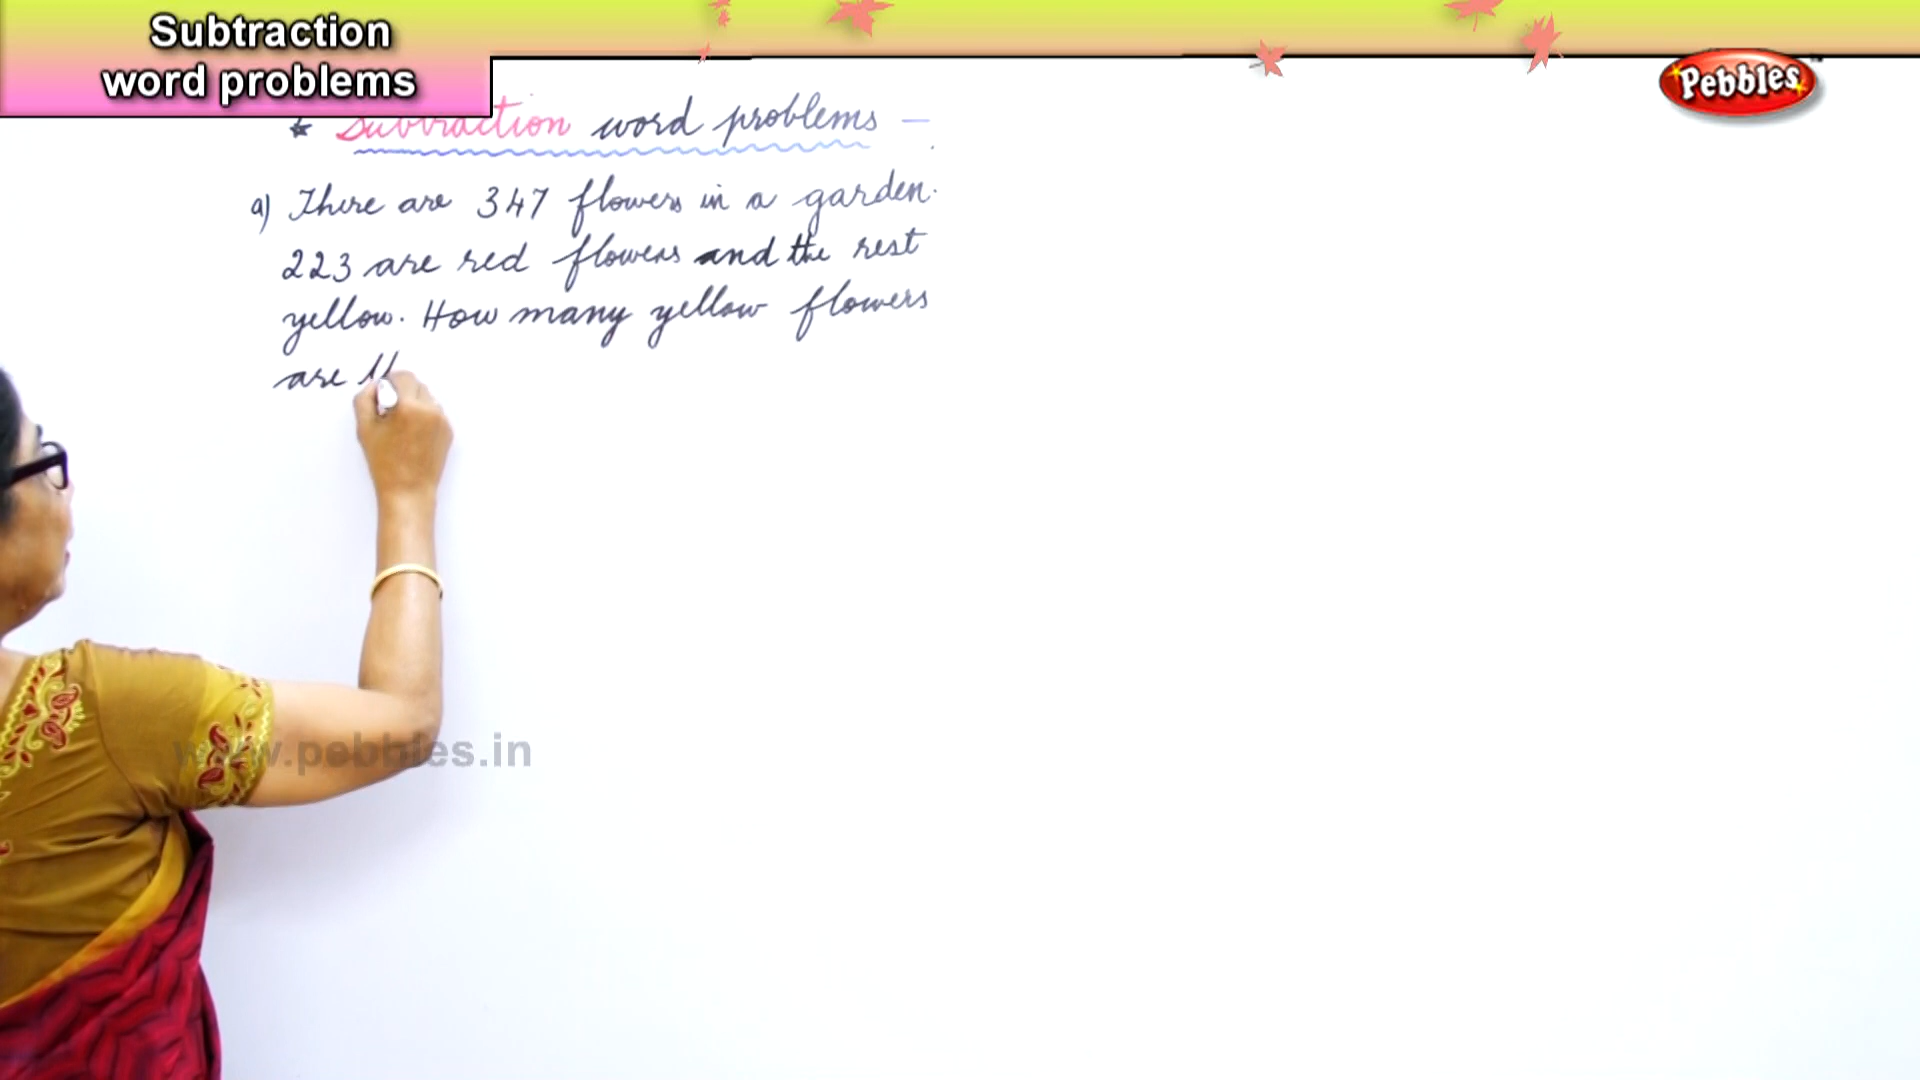 Subtraction
word problems
Pebbles
* Subtraction word problems —
a) There are 347 flowers in a garden.
223 are red flowers and the rest
yellow. How many yellow flowers
are th
www.pebbles.in